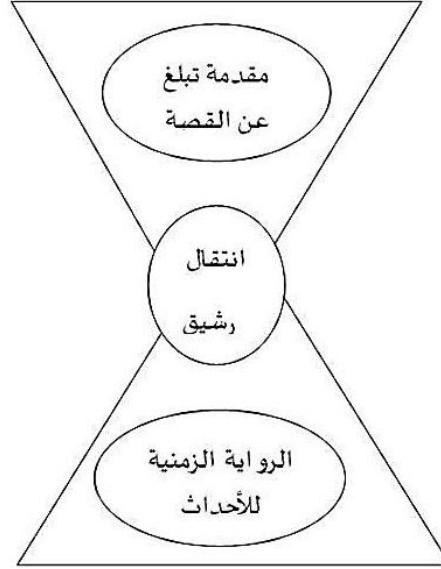 مقدمة تبلغ
عن القصة
انتقال
رشيق
الرواية الزمنية
للأحداث